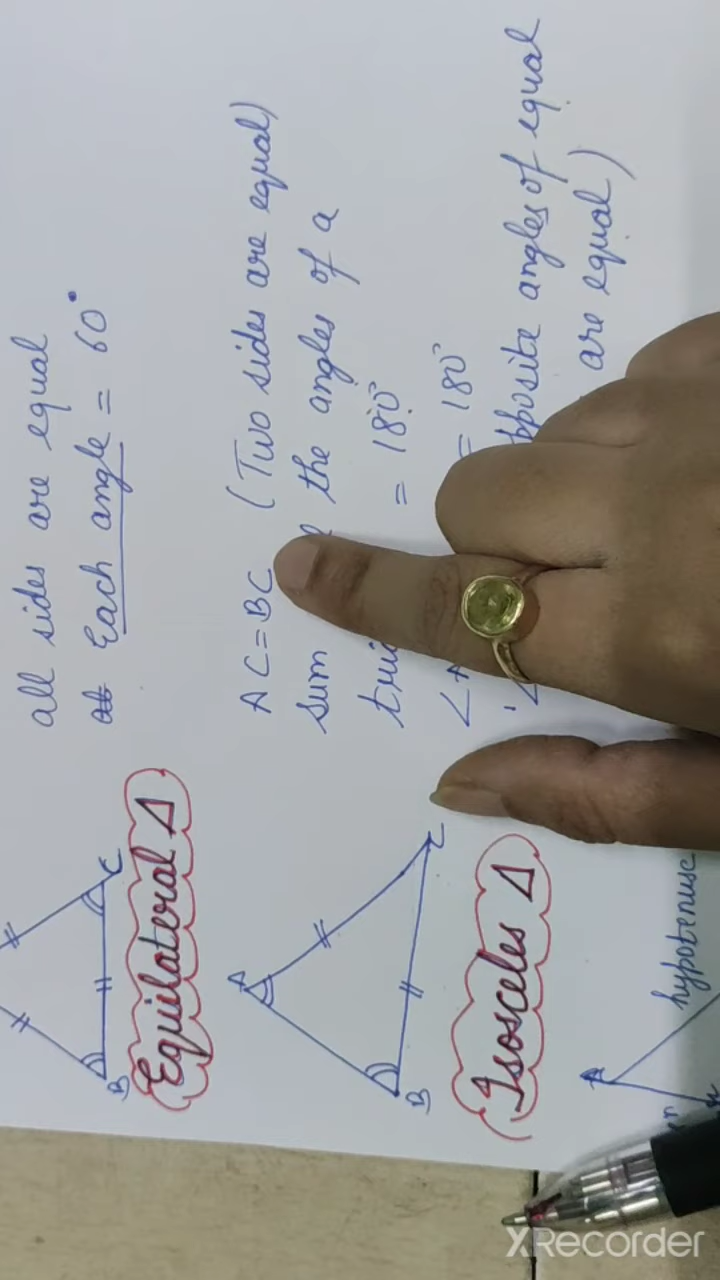 all sides are equal
Each angle = 60°
B
C
Equilateral Δ
AC = BC (Two sides are equal)
sum the angles of a
= 180°
∠A = 180°
angles of equal
are equal)
A
B
C
Isosceles Δ
A
hypotenuse
XRecorder